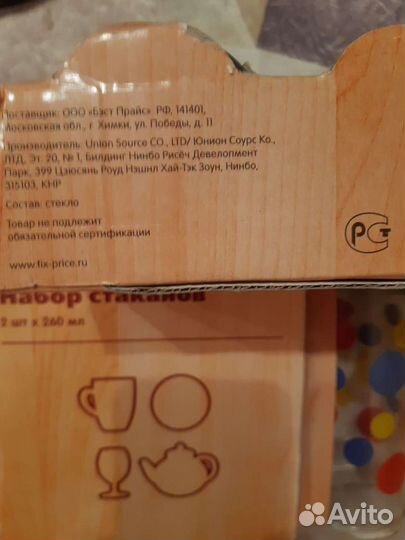 Поставщик: ООО «Бэст Прайс» РФ, 141401,
Московская обл., г Химки, ул. Победы, д. 11
Производитель: Union Source CO., LTD/ Юнион Соурс Ко.,
ЛТД, Эт. 20, № 1, Билдинг Нинбо Рисёч Девелопмент
Парк, 399 Цзюсянь Роуд Нэшнл Хай-Тэк Зоун, Нинбо,
315103, КНР
Состав: стекло
Товар не подлежит
обязательной сертификации
РСТ
www.fix-price.ru
Набор стаканов
2 шт х 260 мл
Avito